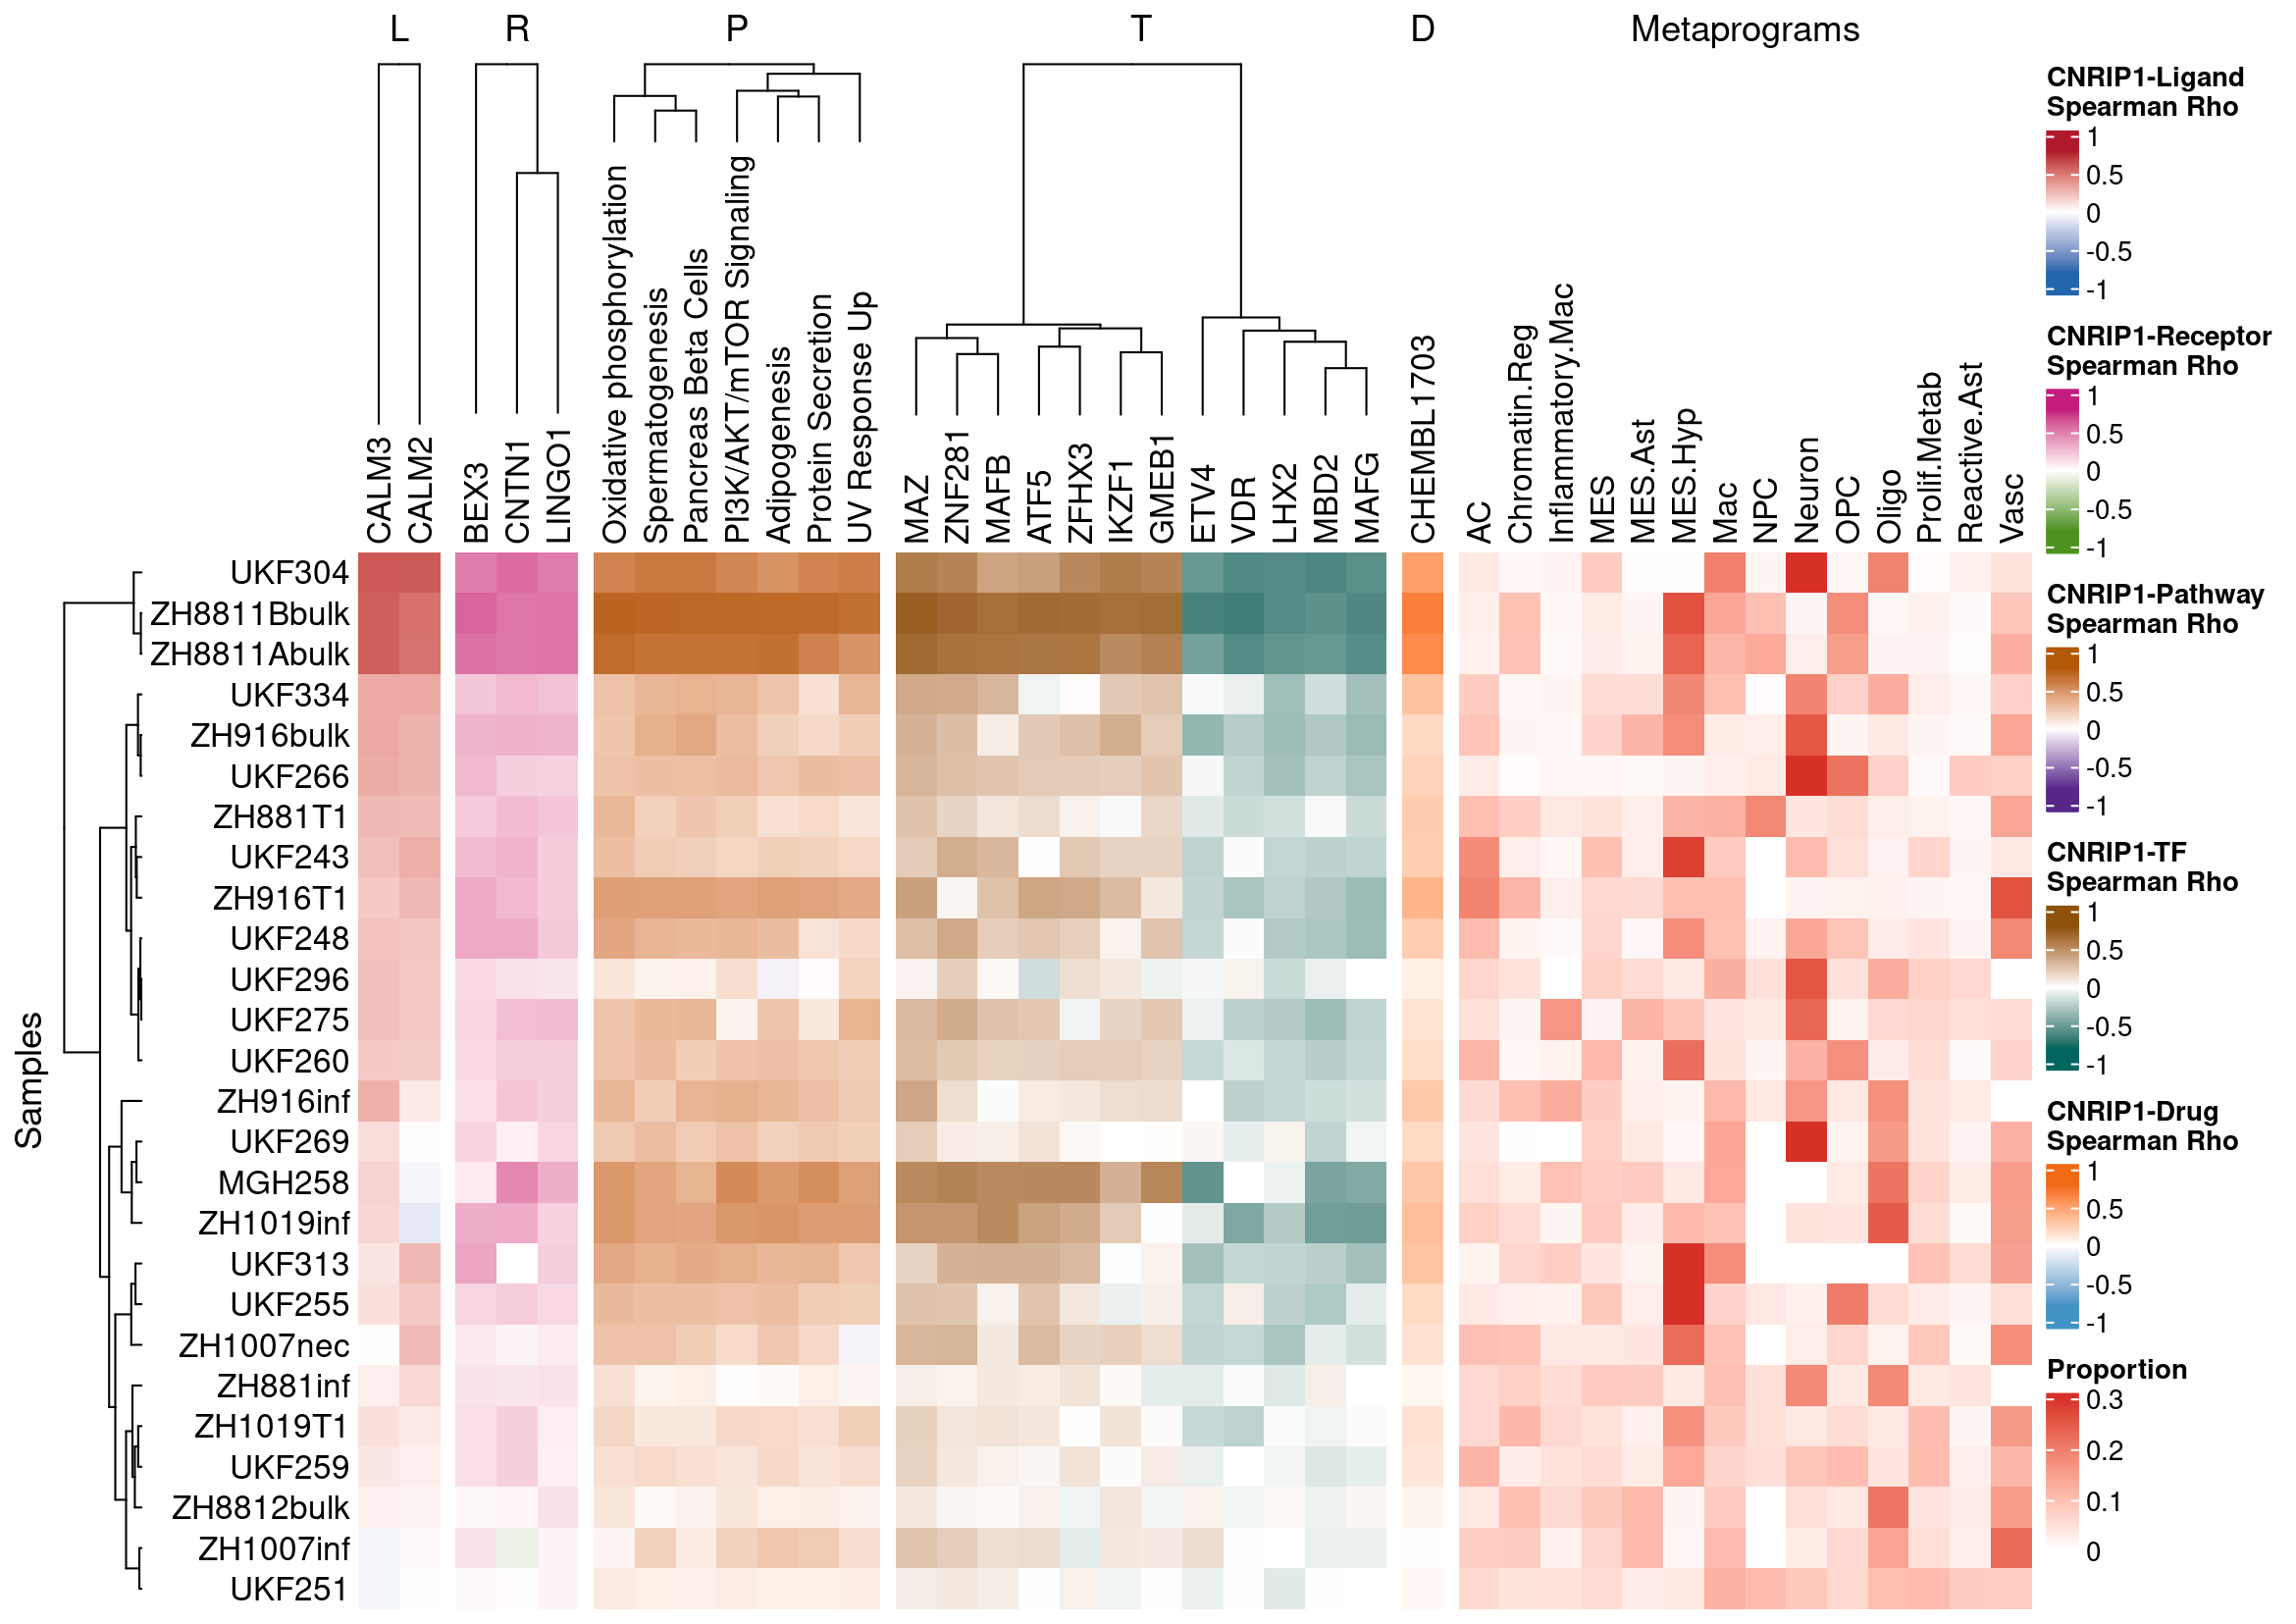 L R P T D Metaprograms
CALM3
CALM2
BEX3
CNTN1
LINGO1
Oxidative phosphorylation
Spermatogenesis
Pancreas Beta Cells
PI3K/AKT/mTOR Signaling
Adipogenesis
Protein Secretion
UV Response Up
MAZ
ZNF281
MAFB
ATF5
ZFHX3
IKZF1
GMEB1
ETV4
VDR
LHX2
MBD2
MAFG
CHEMBL1703
AC
Chromatin.Reg
Inflammatory.Mac
MES
MES.Ast
MES.Hyp
Mac
NPC
Neuron
OPC
Oligo
Prolif.Metab
Reactive.Ast
Vasc
Samples
UKF304
ZH8811Bbulk
ZH8811Abulk
UKF334
ZH916bulk
UKF266
ZH881T1
UKF243
ZH916T1
UKF248
UKF296
UKF275
UKF260
ZH916inf
UKF269
MGH258
ZH1019inf
UKF313
UKF255
ZH1007nec
ZH881inf
ZH1019T1
UKF259
ZH8812bulk
ZH1007inf
UKF251
CNRIP1-Ligand
Spearman Rho
1
0.5
0
-0.5
-1
CNRIP1-Receptor
Spearman Rho
1
0.5
0
-0.5
-1
CNRIP1-Pathway
Spearman Rho
1
0.5
0
-0.5
-1
CNRIP1-TF
Spearman Rho
1
0.5
0
-0.5
-1
CNRIP1-Drug
Spearman Rho
1
0.5
0
-0.5
-1
Proportion
0.3
0.2
0.1
0